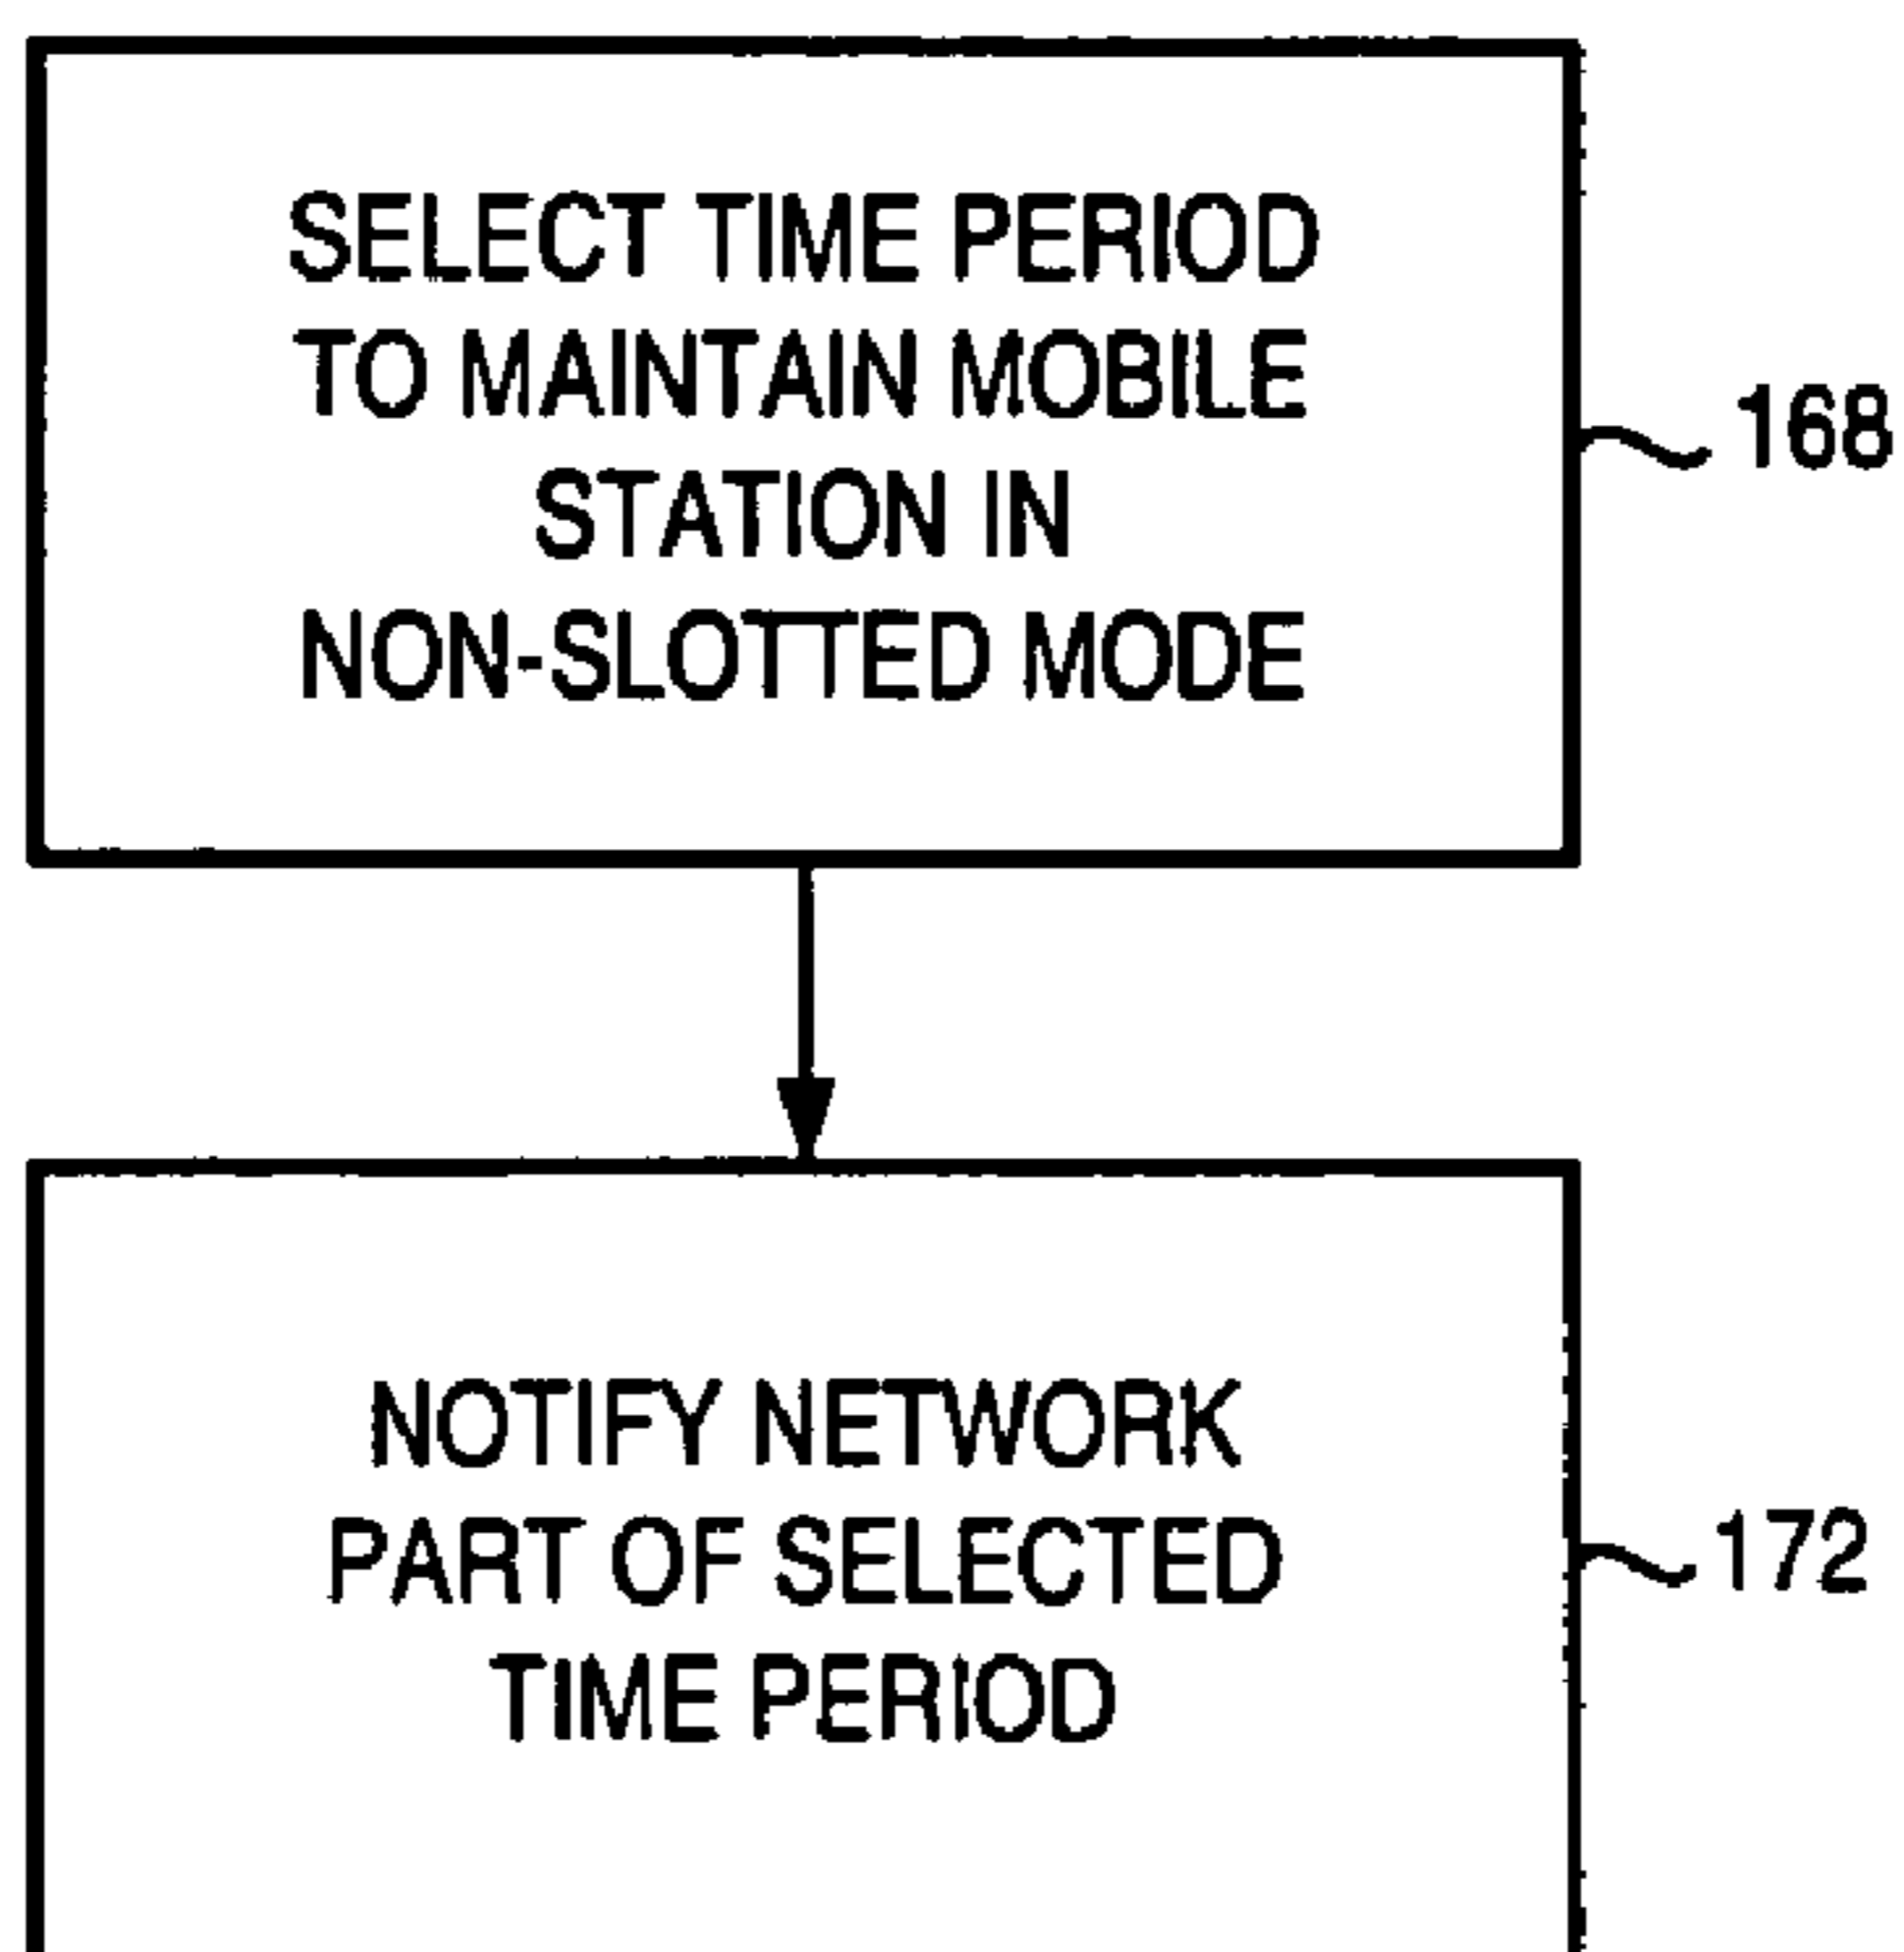 SELECT TIME PERIOD
TO MAINTAIN MOBILE
STATION IN
NON-SLOTTED MODE
168
NOTIFY NETWORK
PART OF SELECTED
TIME PERIOD
172